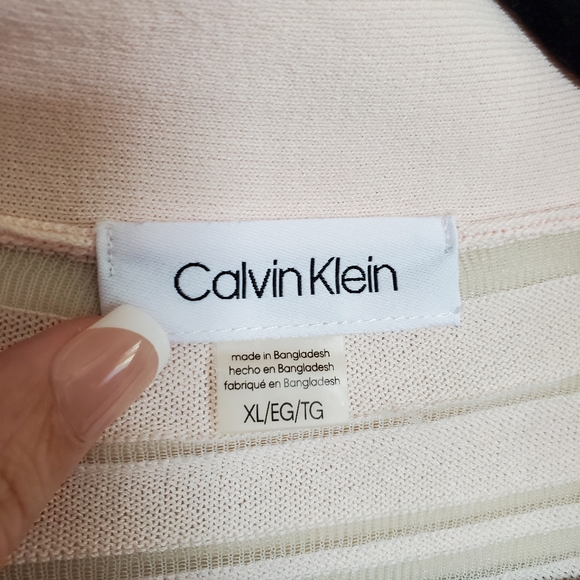 Calvin Klein
made in Bangladesh
hecho en Bangladesh
fabriqué en Bangladesh
XL/EG/TG